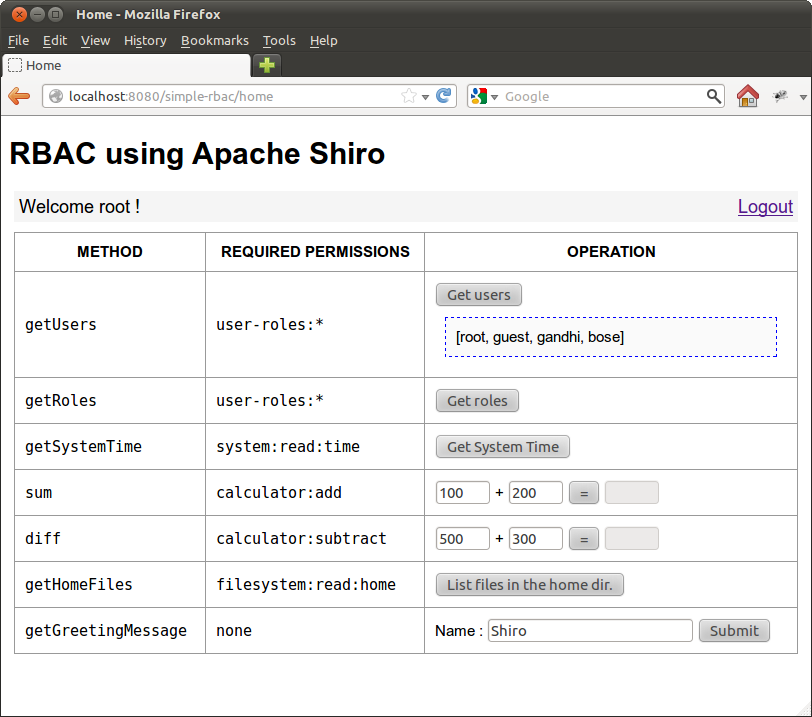 Home - Mozilla Firefox
File Edit View History Bookmarks Tools Help
Home
localhost:8080/simple-rbac/home Google
RBAC using Apache Shiro
Welcome root ! Logout
METHOD REQUIRED PERMISSIONS OPERATION
Get users
getUsers user-roles:* [root, guest, gandhi, bose]
getRoles user-roles:* Get roles
getSystemTime system:read:time Get System Time
sum calculator:add 100 + 200 =
diff calculator:subtract 500 + 300 =
getHomeFiles filesystem:read:home List files in the home dir.
getGreetingMessage none Name : Shiro Submit